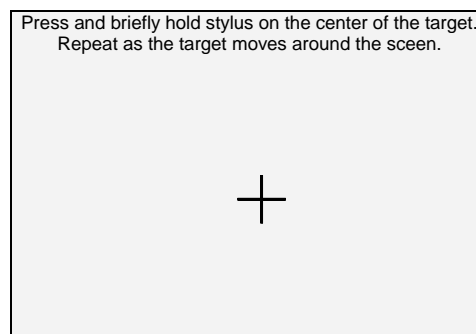 Press and briefly hold stylus on the center of the target.
Repeat as the target moves around the sceen.